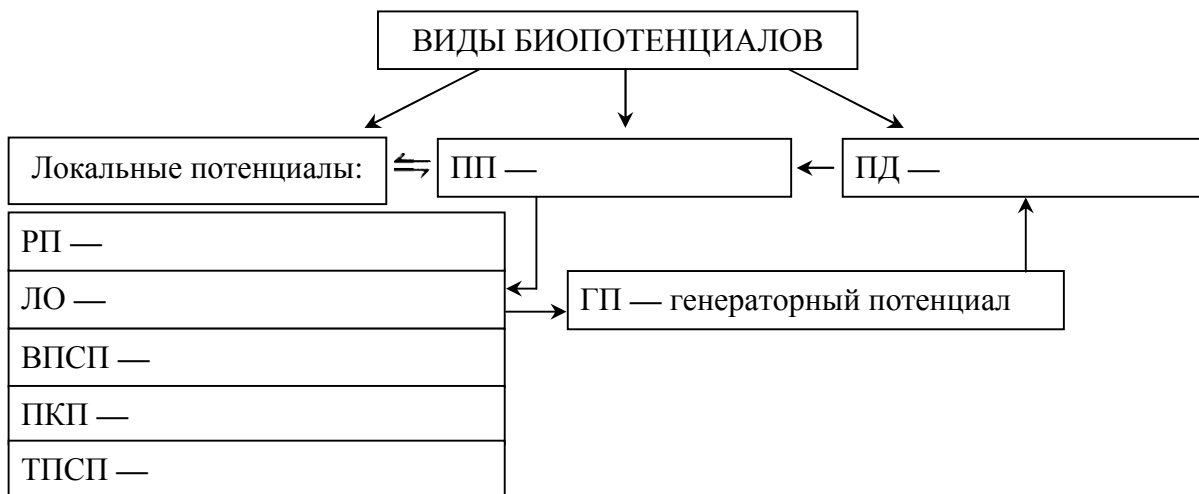 ВИДЫ БИОПОТЕНЦИАЛОВ
Локальные потенциалы:
ПП —
ПД —
РП —
ЛО —
ГП — генераторный потенциал
ВПСП —
ПКП —
ТПСП —